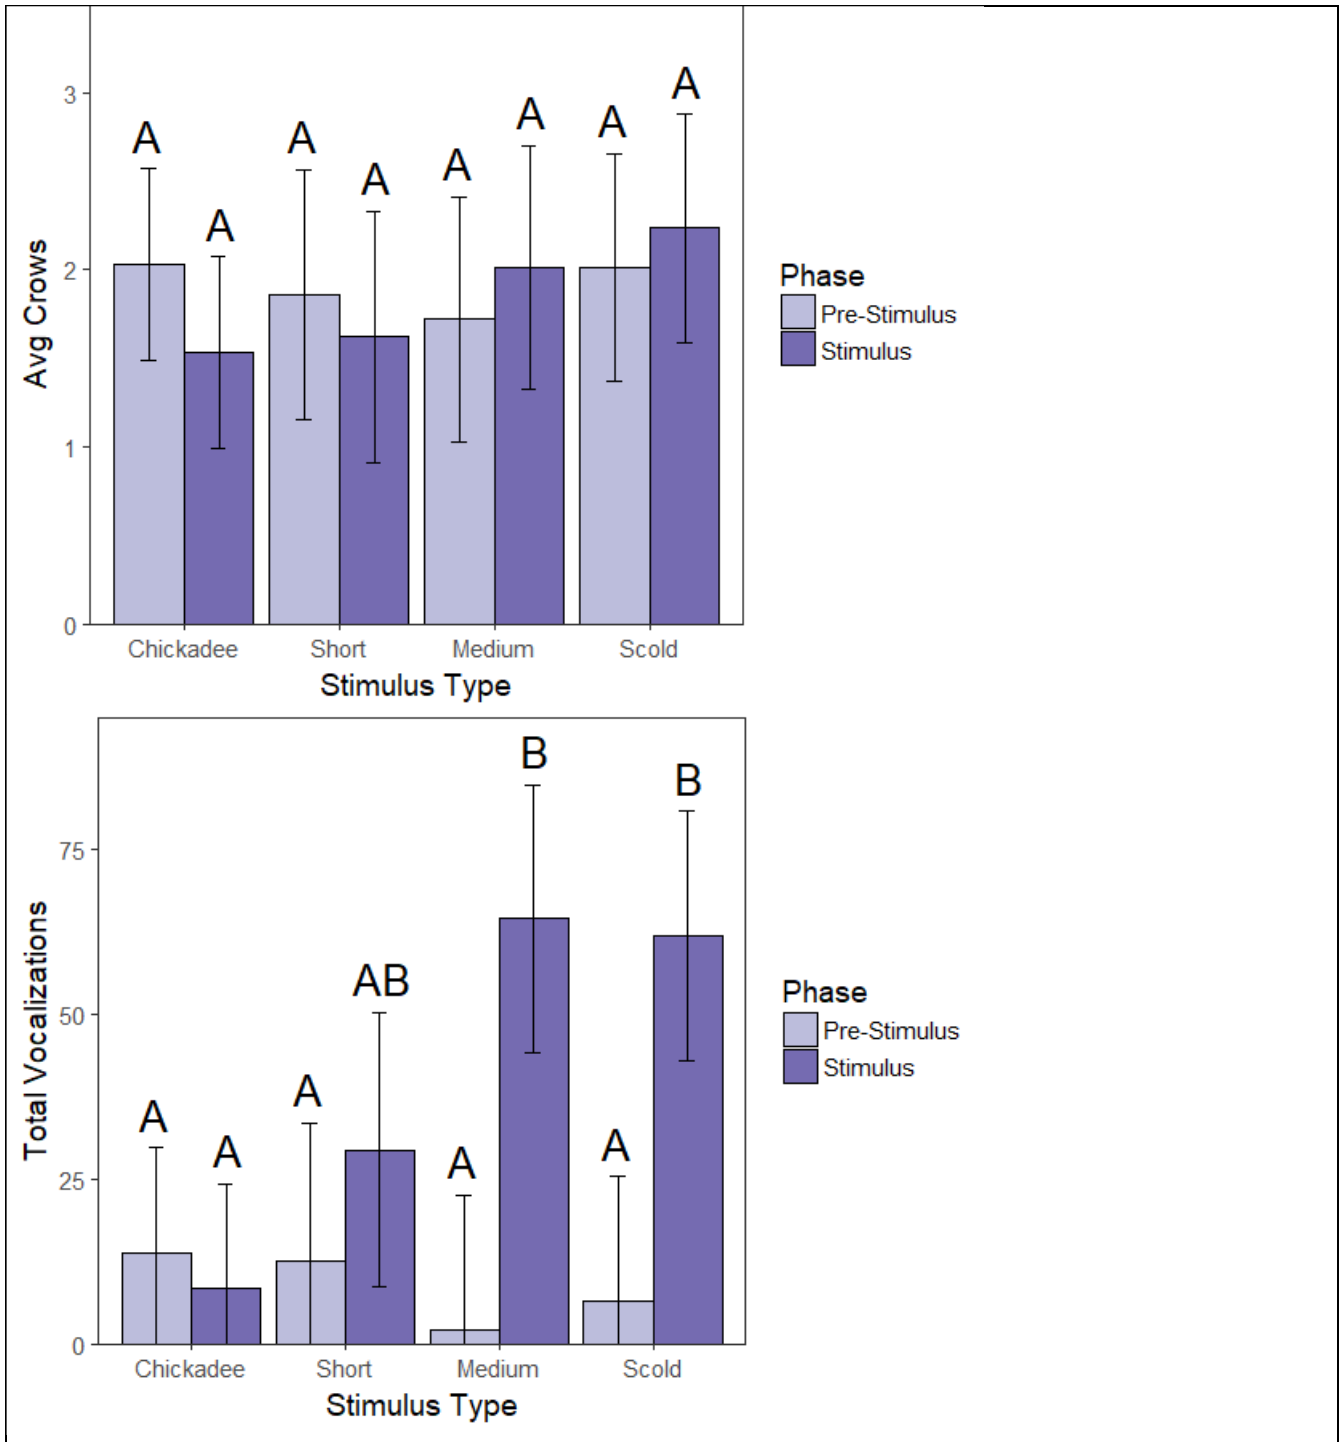 A
A
A
A
A
A
A
A
3
2
1
0
Avg Crows
Chickadee
Short
Medium
Scold
Stimulus Type
Phase
Pre-Stimulus
Stimulus
A
A
A
AB
A
B
A
B
75
50
25
0
Total Vocalizations
Chickadee
Short
Medium
Scold
Stimulus Type
Phase
Pre-Stimulus
Stimulus